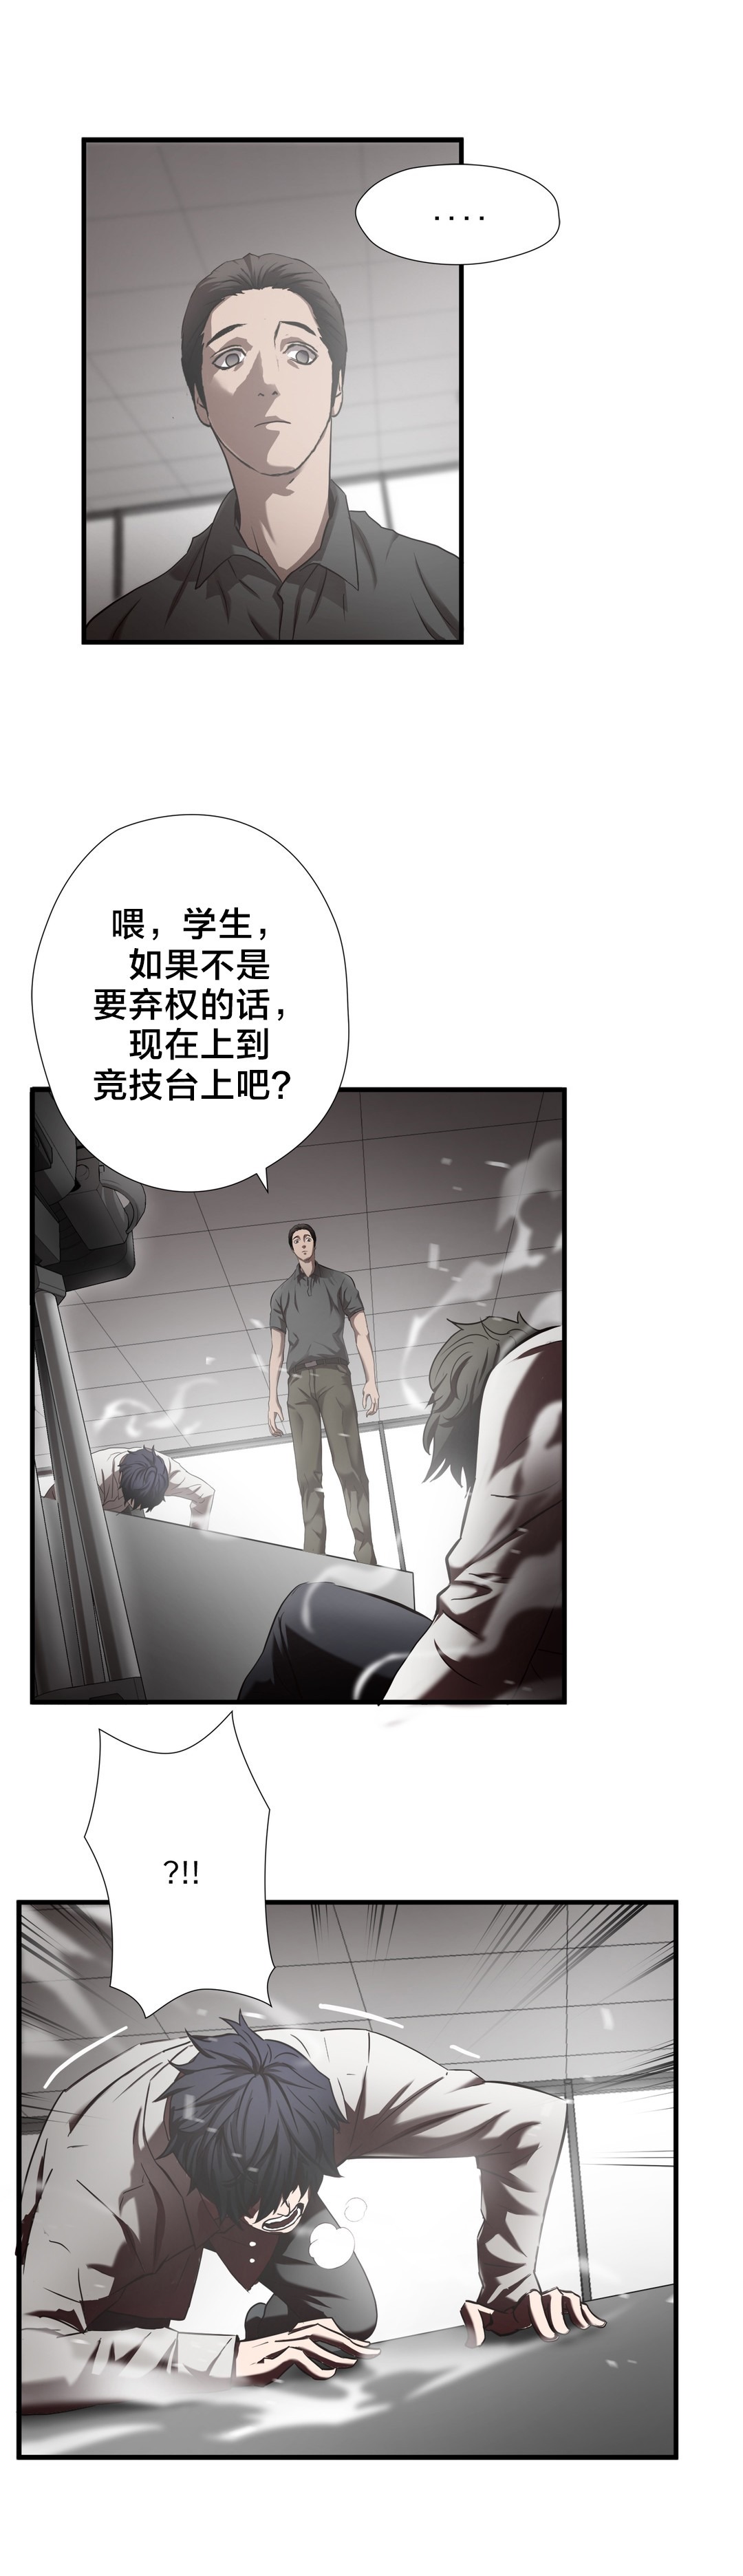 ....
喂，学生，
如果不是
要弃权的话，
现在上到
竞技台上吧?
?!!